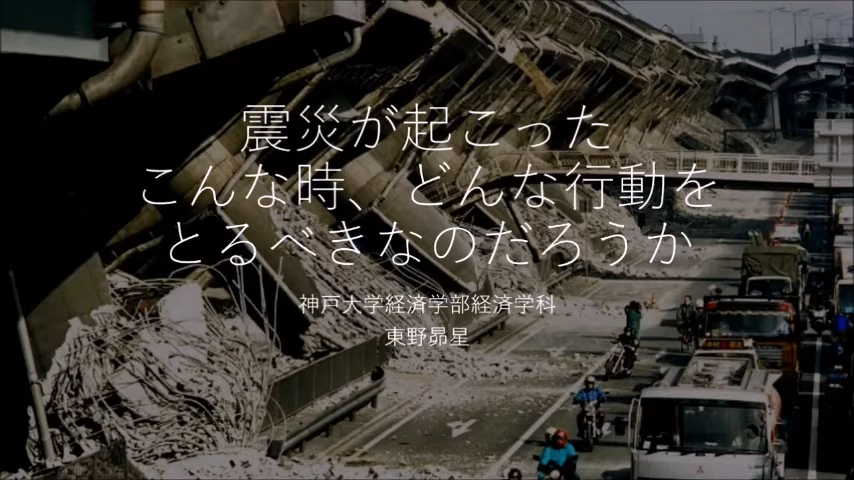 震災が起こった
こんな時、どんな行動を
とるべきなのだろうか
神戸大学経済学部経済学科
東野昴星